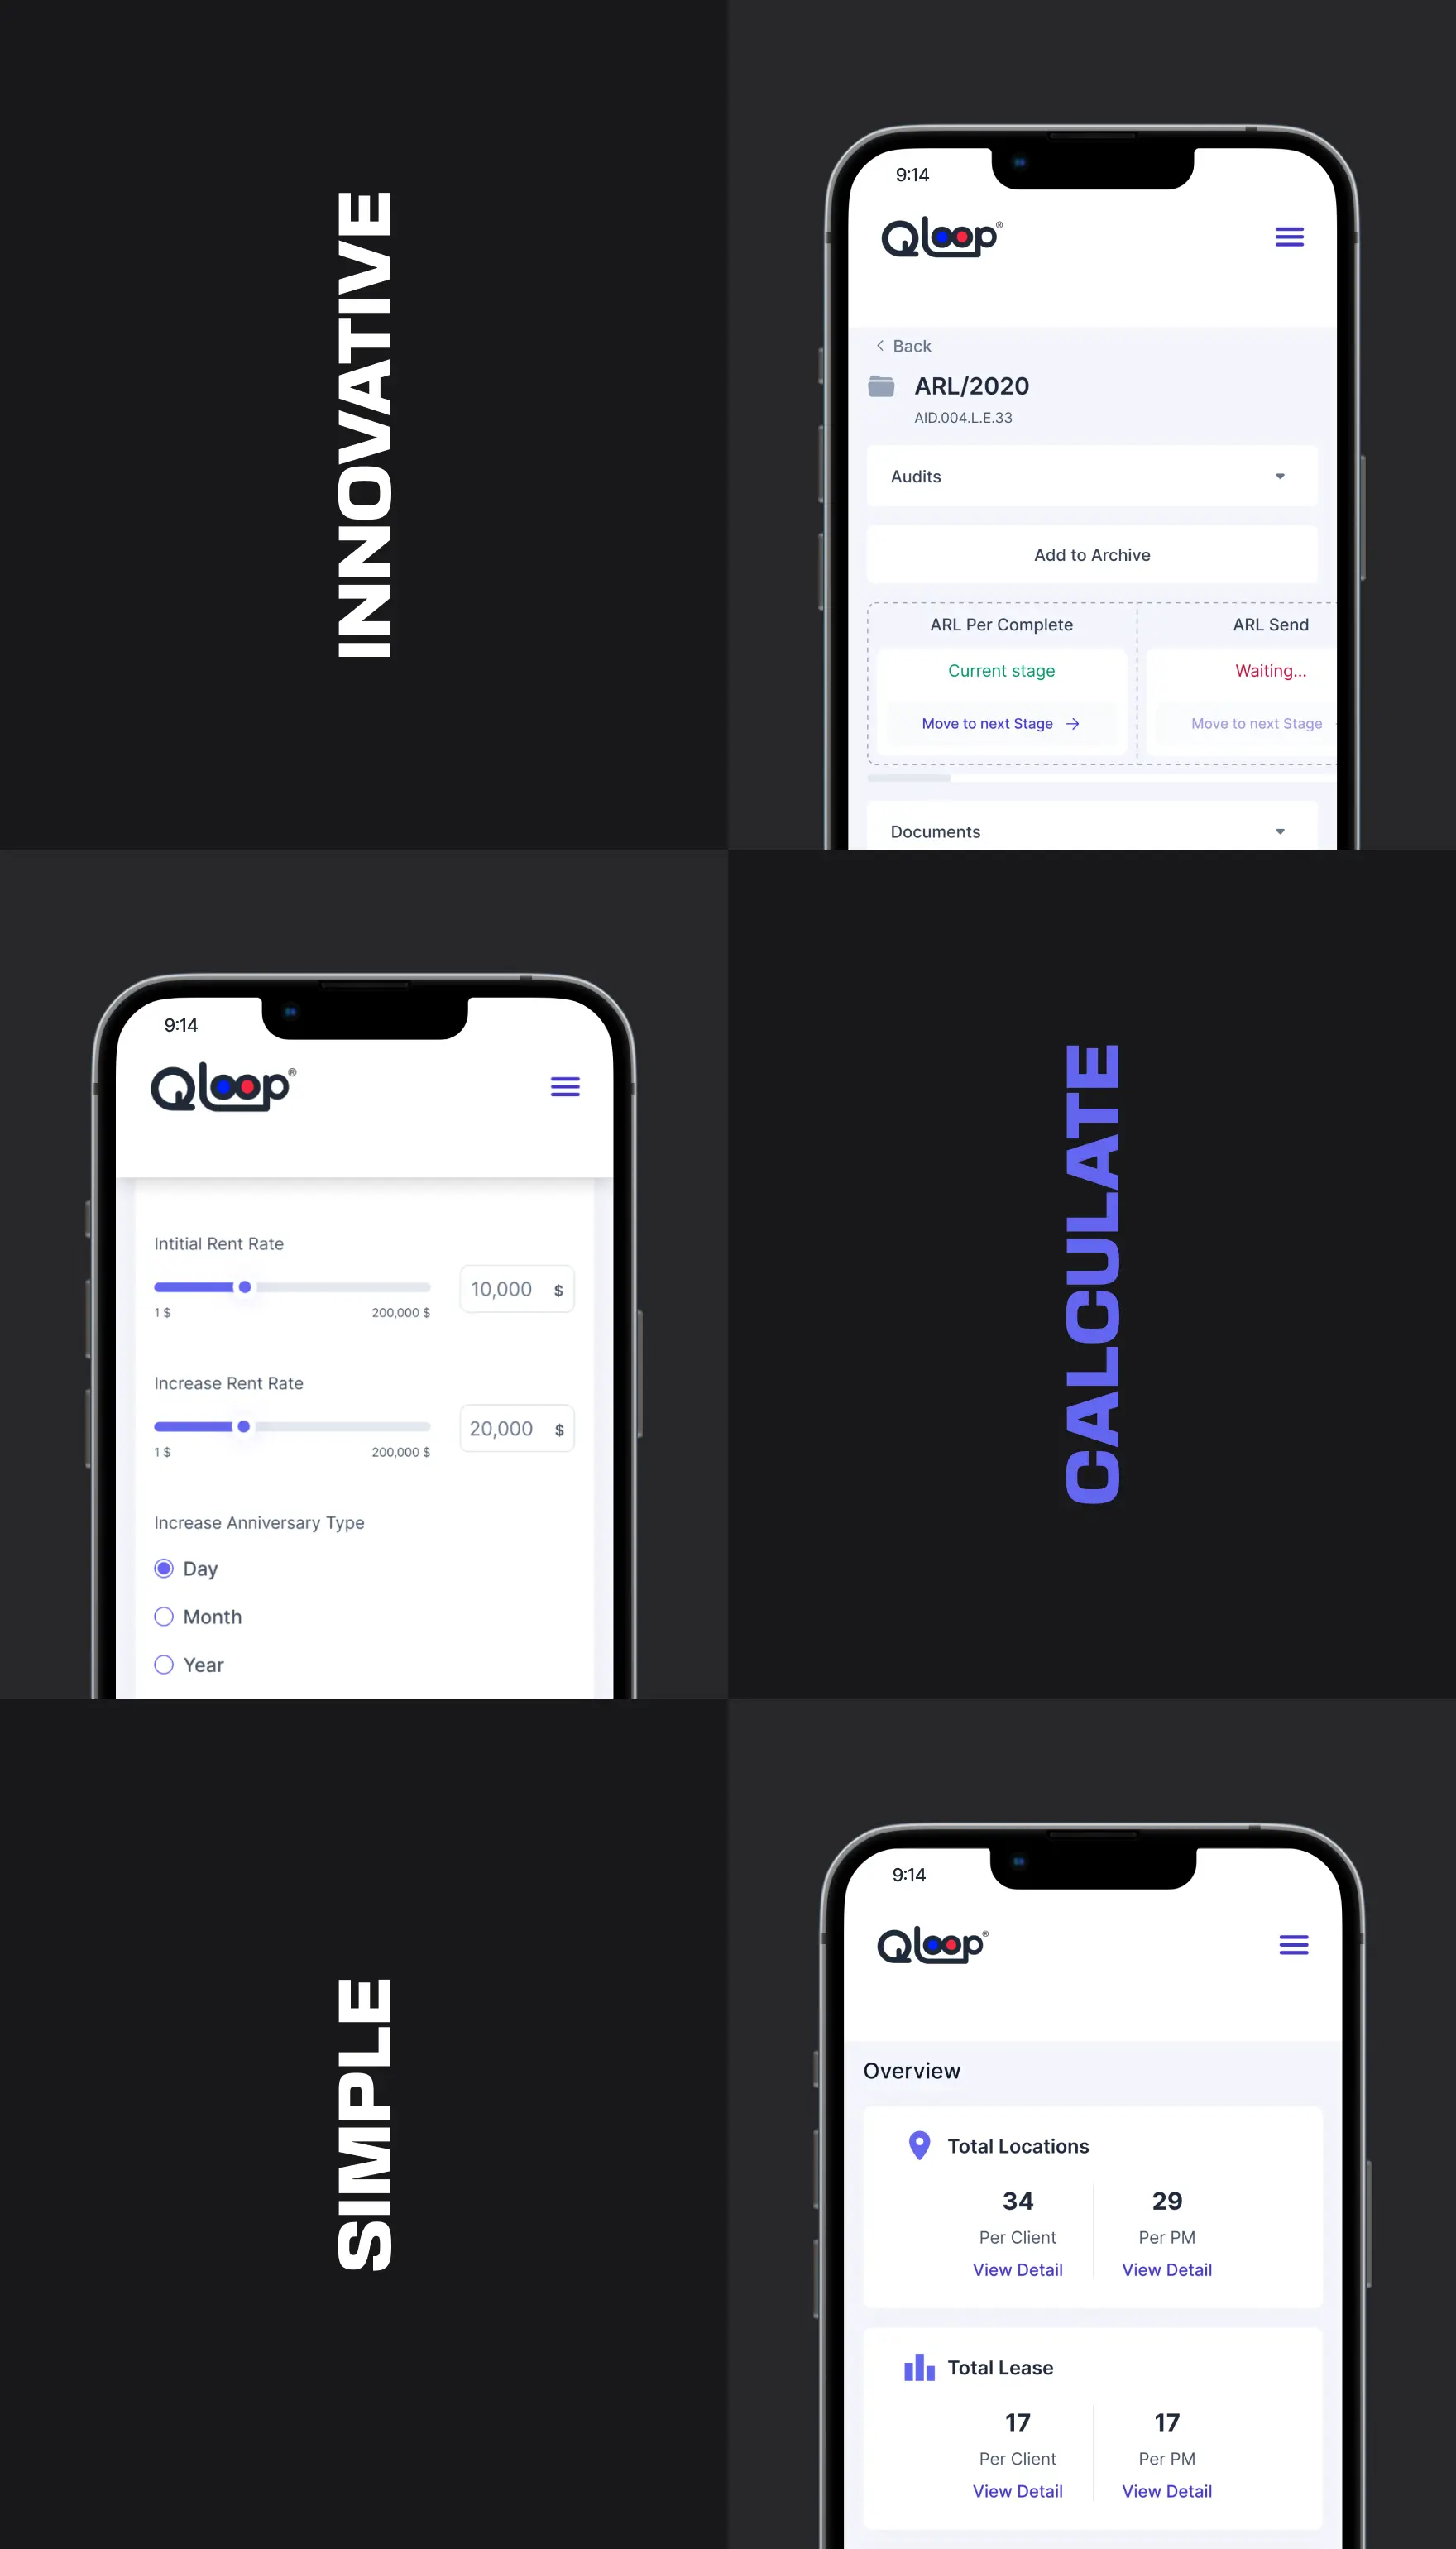 INNOVATIVE
9:14
Qloop®
Back
ARL/2020
AID.004.L.E.33
Audits
Add to Archive
ARL Per Complete
ARL Send
Current stage
Waiting...
Move to next Stage
Move to next Stage
Documents
9:14
Qloop®
Intitial Rent Rate
10,000 $
1 $ 200,000 $
Increase Rent Rate
20,000 $
1 $ 200,000 $
Increase Anniversary Type
Day
Month
Year
CALCULATE
SIMPLE
9:14
Qloop®
Overview
Total Locations
34 29
Per Client Per PM
View Detail View Detail
Total Lease
17 17
Per Client Per PM
View Detail View Detail